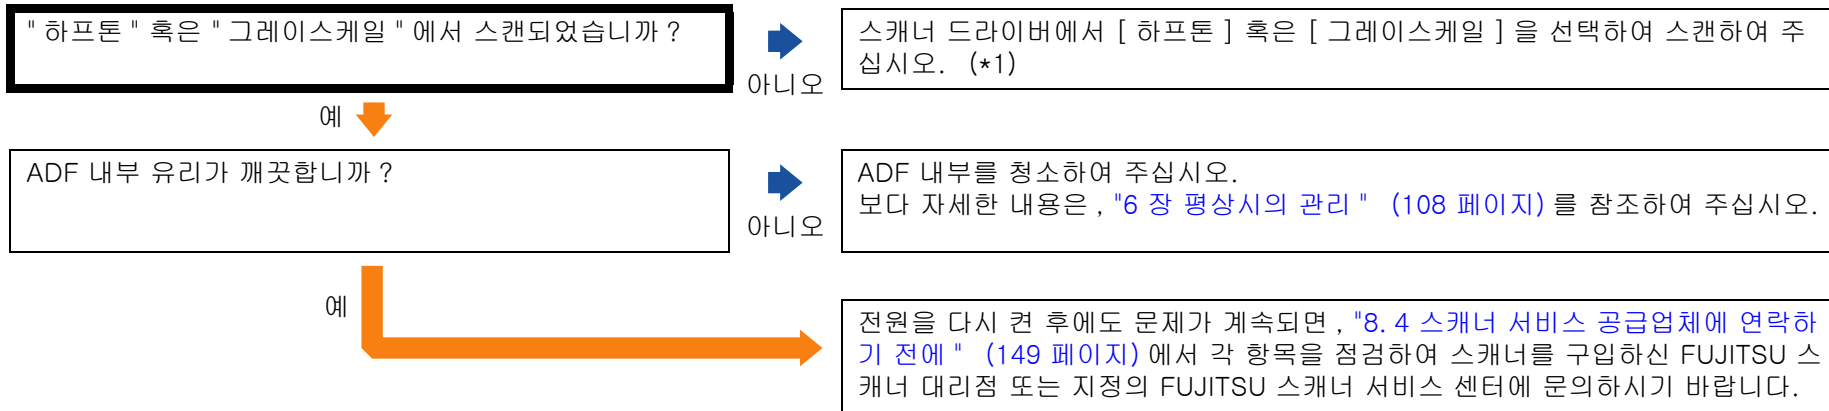 " 하프톤 " 혹은 " 그레이스케일 " 에서 스캔되었습니까 ?
아니오
스캐너 드라이버에서 [ 하프톤 ] 혹은 [ 그레이스케일 ] 을 선택하여 스캔하여 주
십시오. (*1)
예
ADF 내부 유리가 깨끗합니까 ?
아니오
ADF 내부를 청소하여 주십시오.
보다 자세한 내용은 , "6 장 평상시의 관리 " (108 페이지) 를 참조하여 주십시오.
예
전원을 다시 켠 후에도 문제가 계속되면 , "8. 4 스캐너 서비스 공급업체에 연락하
기 전에 " (149 페이지) 에서 각 항목을 점검하여 스캐너를 구입하신 FUJITSU 스
캐너 대리점 또는 지정의 FUJITSU 스캐너 서비스 센터에 문의하시기 바랍니다.